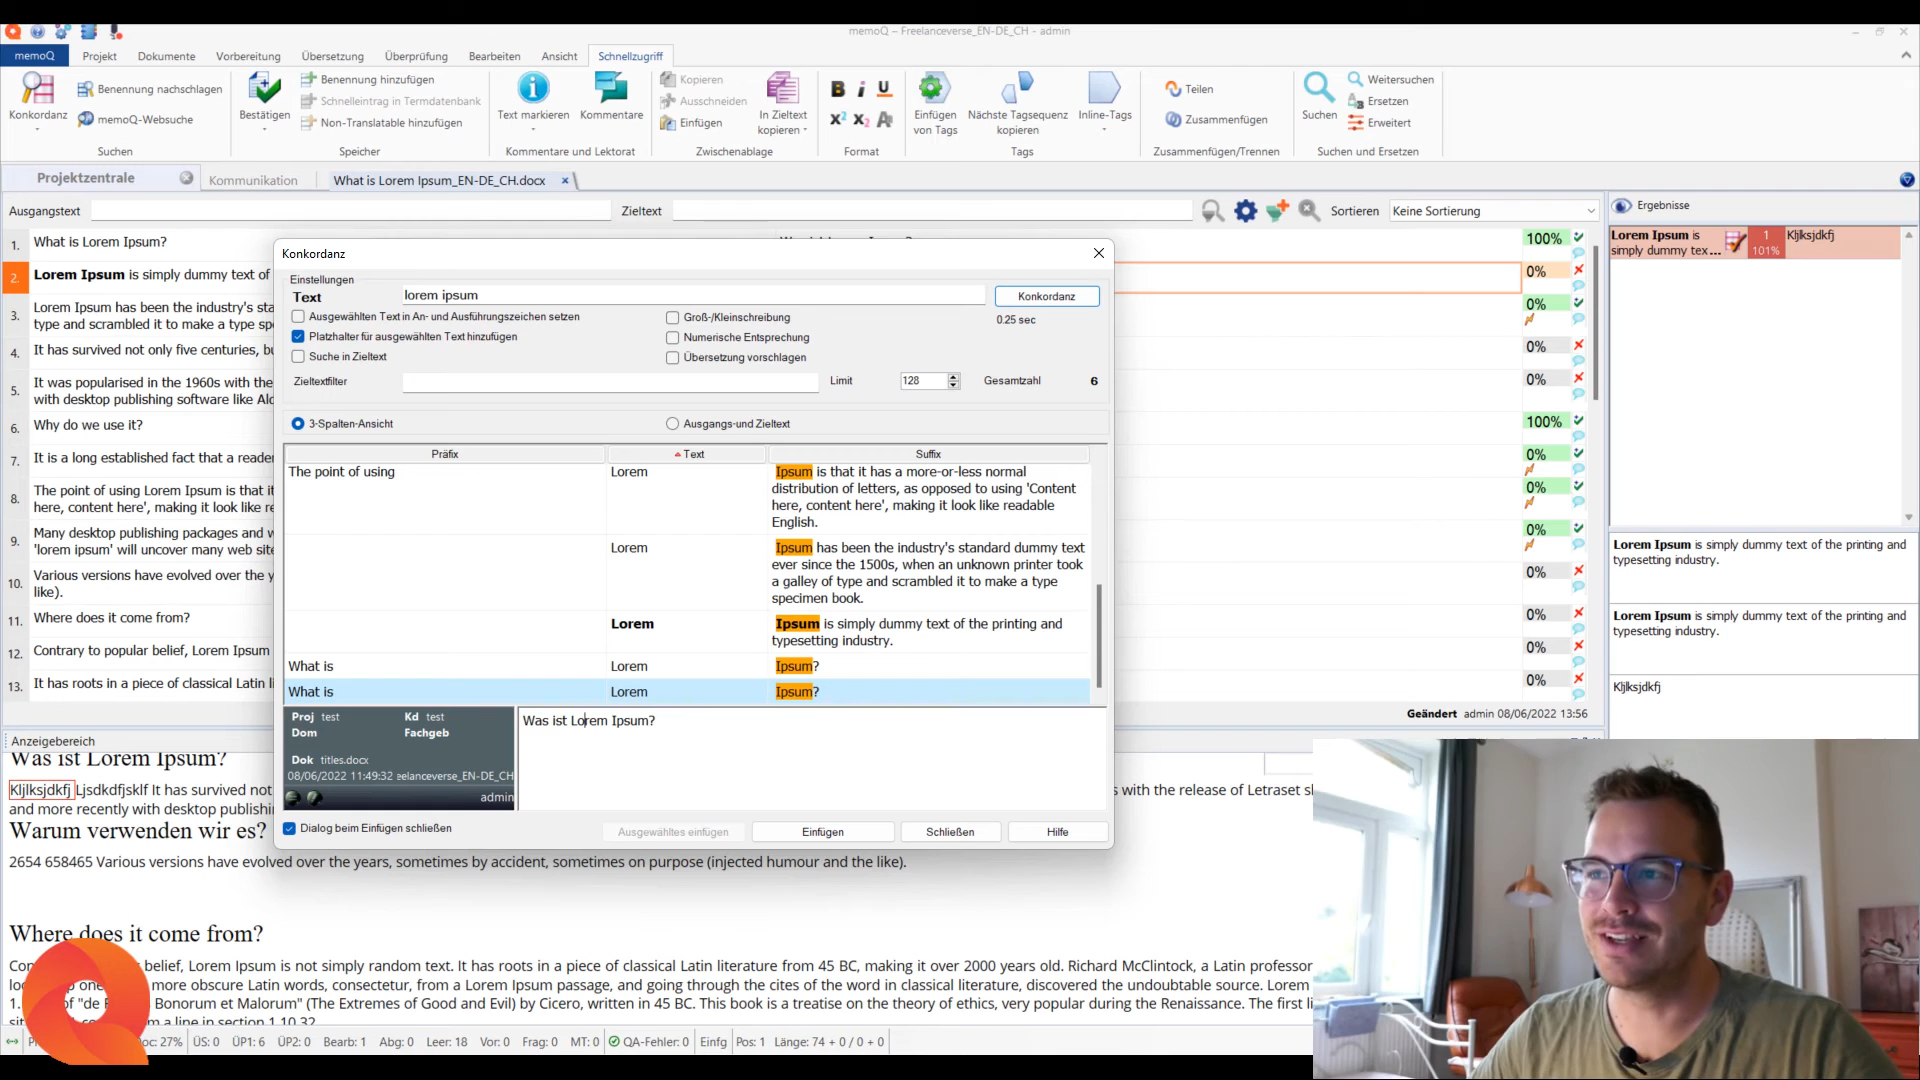 memoQ – Freelanceverse_EN-DE_CH - admin
memoQ
Projekt
Dokumente
Vorbereitung
Übersetzung
Überprüfung
Bearbeiten
Ansicht
Schnellzugriff
Konkordanz
Benennung nachschlagen
memoQ-Websuche
Suchen
Bestätigen
Benennung hinzufügen
Schnelleintrag in Termdatenbank
Non-Translatable hinzufügen
Speicher
Text markieren
Kommentare
Kommentare und Lektorat
Kopieren
Ausschneiden
Einfügen
In Zieltext
kopieren
Zwischenablage
B i U
X² X₂ A
Format
Einfügen
von Tags
Nächste Tagsequenz
kopieren
Inline-Tags
Tags
Teilen
Zusammenfügen
Zusammenfügen/Trennen
Suchen
Weitersuchen
Ersetzen
Erweitert
Suchen und Ersetzen
Projektzentrale
Kommunikation
What is Lorem Ipsum_EN-DE_CH.docx
Ausgangstext
Zieltext
Sortieren
Keine Sortierung
1. What is Lorem Ipsum?
100%
2. Lorem Ipsum is simply dummy text of
0%
3. Lorem Ipsum has been the industry's
type and scrambled it to make a type spe
0%
4. It has survived not only five centuries, bu
0%
5. It was popularised in the 1960s with the
with desktop publishing software like Ald
0%
6. Why do we use it?
100%
7. It is a long established fact that a reader
0%
8. The point of using Lorem Ipsum is that it
here, content here', making it look like re
0%
9. Many desktop publishing packages and w
'lorem ipsum' will uncover many web site
0%
10. Various versions have evolved over the y
like).
0%
11. Where does it come from?
0%
12. Contrary to popular belief, Lorem Ipsum
0%
13. It has roots in a piece of classical Latin l
0%
Geändert admin 08/06/2022 13:56
Konkordanz
Einstellungen
Text
lorem ipsum
Konkordanz
Ausgewählten Text in An- und Ausführungszeichen setzen
Groß-/Kleinschreibung
0.25 sec
Platzhalter für ausgewählten Text hinzufügen
Numerische Entsprechung
Suche in Zieltext
Übersetzung vorschlagen
Zieltextfilter
Limit
128
Gesamtzahl
6
3-Spalten-Ansicht
Ausgangs-und Zieltext
Präfix
Text
Suffix
The point of using
Lorem
Ipsum is that it has a more-or-less normal
distribution of letters, as opposed to using 'Content
here, content here', making it look like readable
English.
Lorem
Ipsum has been the industry's standard dummy text
ever since the 1500s, when an unknown printer took
a galley of type and scrambled it to make a type
specimen book.
Lorem
Ipsum is simply dummy text of the printing and
typesetting industry.
What is
Lorem
Ipsum?
What is
Lorem
Ipsum?
Proj test
Kd test
Dom
Fachgeb
Dok titles.docx
08/06/2022 11:49:32 eelanceverse_EN-DE_CH
admin
Was ist Lorem Ipsum?
Dialog beim Einfügen schließen
Ausgewähltes einfügen
Einfügen
Schließen
Hilfe
Ergebnisse
Lorem Ipsum is
simply dummy tex...
1
101%
Kljlksjdkfj
Lorem Ipsum is simply dummy text of the printing and
typesetting industry.
Lorem Ipsum is simply dummy text of the printing and
typesetting industry.
Kljlksjdkfj
Anzeigebereich
Was ist Lorem Ipsum?
Kljlksjdkfj Ljsdkdfjsklf It has survived not
with the release of Letraset s
and more recently with desktop publishin
Warum verwenden wir es?
2654 658465 Various versions have evolved over the years, sometimes by accident, sometimes on purpose (injected humour and the like).
Where does it come from?
belief, Lorem Ipsum is not simply random text. It has roots in a piece of classical Latin literature from 45 BC, making it over 2000 years old. Richard McClintock, a Latin professor
more obscure Latin words, consectetur, from a Lorem Ipsum passage, and going through the cites of the word in classical literature, discovered the undoubtable source. Lorem
Bonorum et Malorum" (The Extremes of Good and Evil) by Cicero, written in 45 BC. This book is a treatise on the theory of ethics, very popular during the Renaissance. The first li
a line in section 1.10.32
27%
ÜS: 0
ÜP1: 6
ÜP2: 0
Bearb: 1
Abg: 0
Leer: 18
Vor: 0
Frag: 0
MT: 0
QA-Fehler: 0
Einfg
Pos: 1
Länge: 74 + 0 / + 0